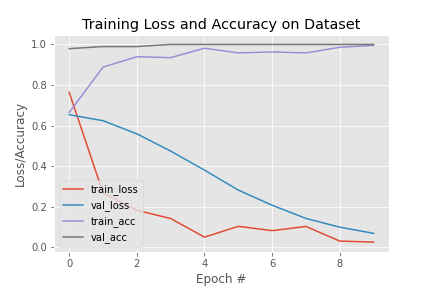 Training Loss and Accuracy on Dataset
Loss/Accuracy
1.0
0.8
0.6
0.4
0.2
0.0
train_loss
val_loss
train_acc
val_acc
0 2 4 6 8
Epoch #